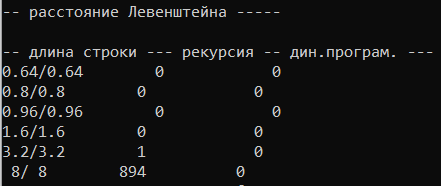 -- расстояние Левенштейна -----
-- длина строки --- рекурсия -- дин.програм. ---
0.64/0.64 0 0
0.8/0.8 0 0
0.96/0.96 0 0
1.6/1.6 0 0
3.2/3.2 1 0
8/ 8 894 0